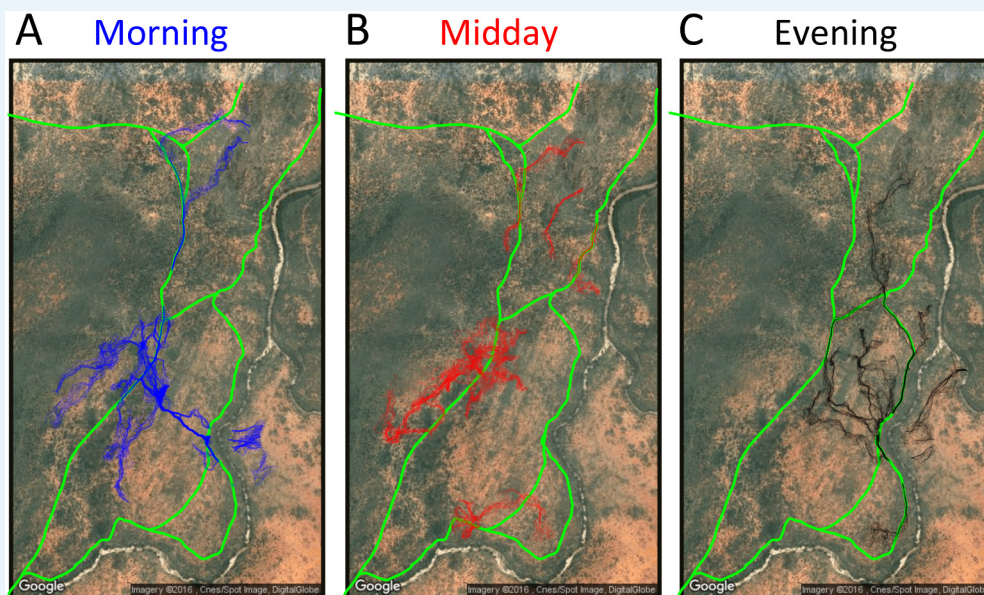 A Morning
B Midday
C Evening
Google
Imagery ©2016 , Cnes/Spot Image, DigitalGlobe
Google
Imagery ©2016 , Cnes/Spot Image, DigitalGlobe
Google
Imagery ©2016 , Cnes/Spot Image, DigitalGlobe